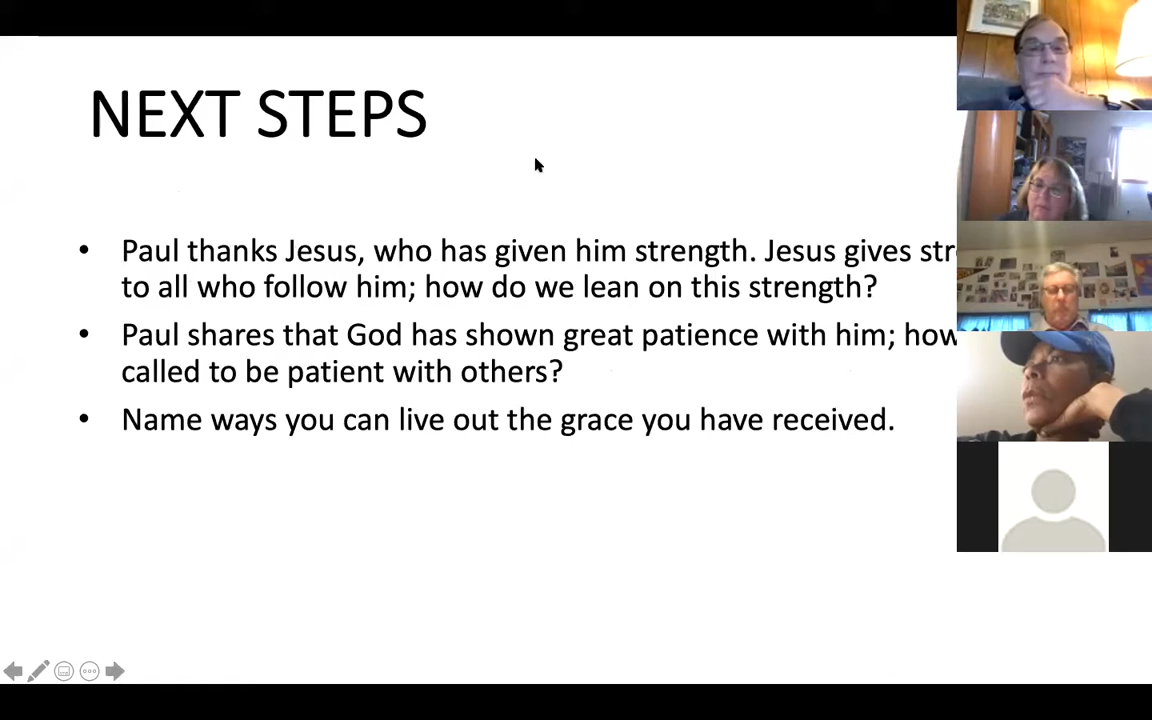 NEXT STEPS
• Paul thanks Jesus, who has given him strength. Jesus gives
to all who follow him; how do we lean on this strength?
• Paul shares that God has shown great patience with him; how
called to be patient with others?
• Name ways you can live out the grace you have received.